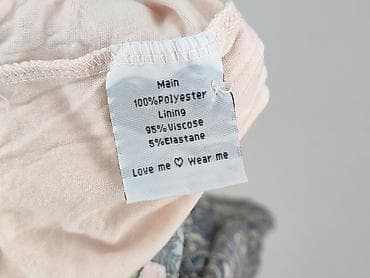 Main
100%Polyester
Lining
95%Viscose
5%Elastane
Love me ♡ Wear me